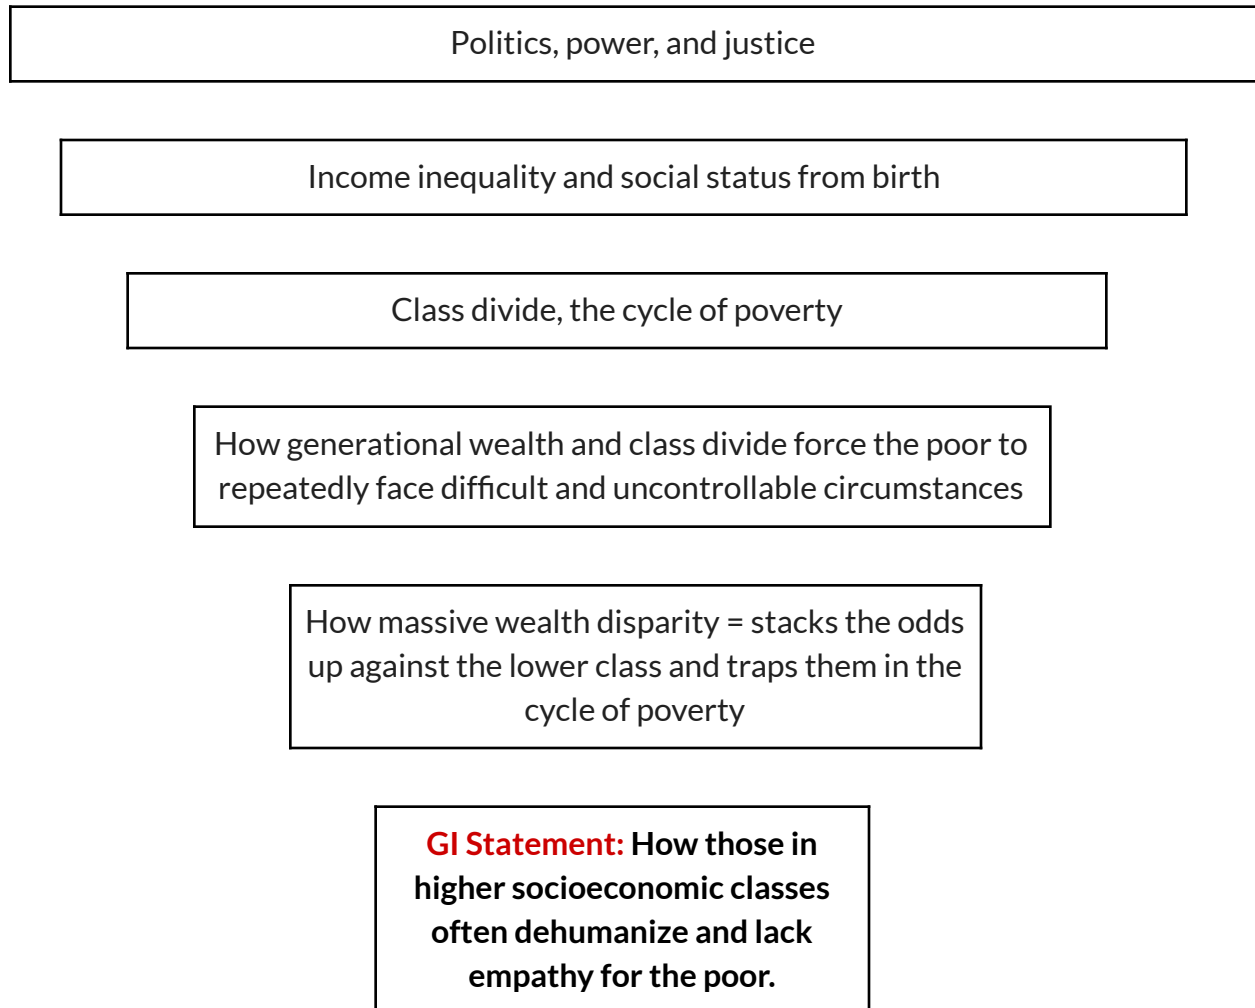 Politics, power, and justice
Income inequality and social status from birth
Class divide, the cycle of poverty
How generational wealth and class divide force the poor to
repeatedly face difficult and uncontrollable circumstances
How massive wealth disparity = stacks the odds
up against the lower class and traps them in the
cycle of poverty
GI Statement: How those in
higher socioeconomic classes
often dehumanize and lack
empathy for the poor.